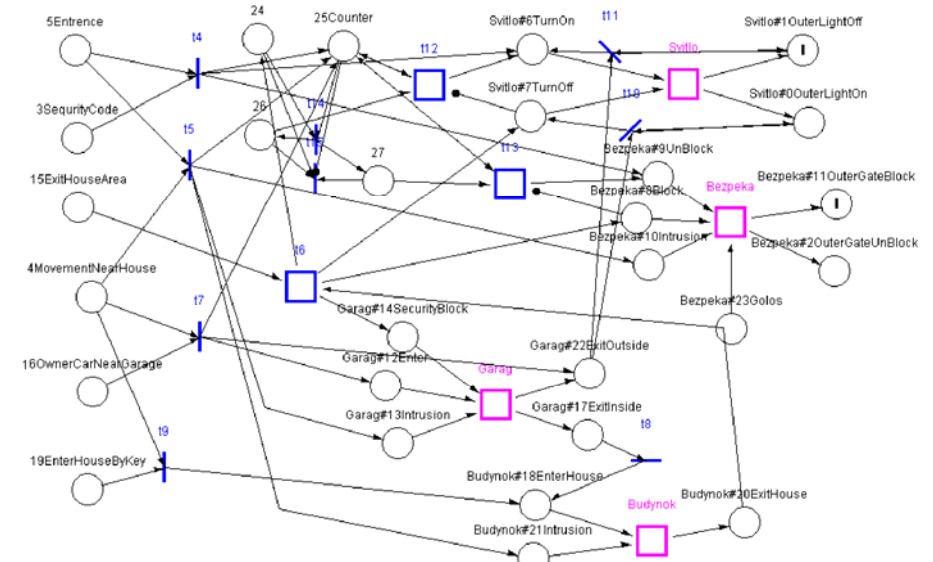 5Entrence
24
25Counter
Svitlo#6TurnOn
t11
Svitlo#1OuterLightOff
t4
t12
Svitlo
3SequrityCode
26
t14
Svitlo#7TurnOff
t10
Svitlo#0OuterLightOn
t5
t13
Bezpeka#9UnBlock
27
15ExitHouseArea
Bezpeka#8Block
Bezpeka
Bezpeka#11OuterGateBlock
t6
Bezpeka#10Intrusion
Bezpeka#2OuterGateUnBlock
4MovementNearHouse
t7
Garag#14SecurityBlock
Bezpeka#23Golos
16OwnerCarNearGarage
Garag#12Enter
Garag
Garag#22ExitOutside
Garag#13Intrusion
Garag#17ExitInside
t9
t8
19EnterHouseByKey
Budynok#18EnterHouse
Budynok
Budynok#20ExitHouse
Budynok#21Intrusion